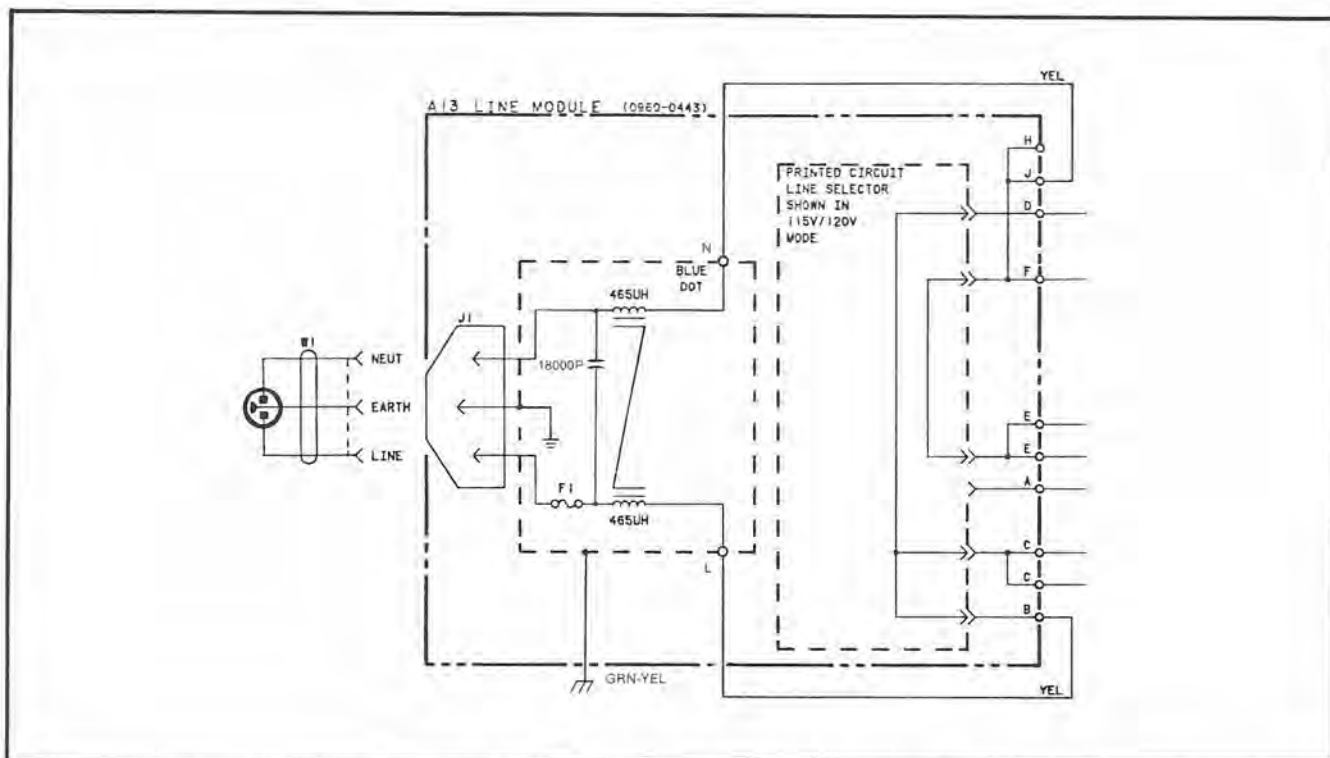 YEL
A13 LINE MODULE (0960-0443)
H
PRINTED CIRCUIT
LINE SELECTOR
SHOWN IN
115V/120V
MODE
J
D
N
BLUE
DOT
F
465UH
J1
W1
NEUT
18000P
EARTH
E
LINE
E
F1
A
465UH
C
L
C
B
GRN-YEL
YEL